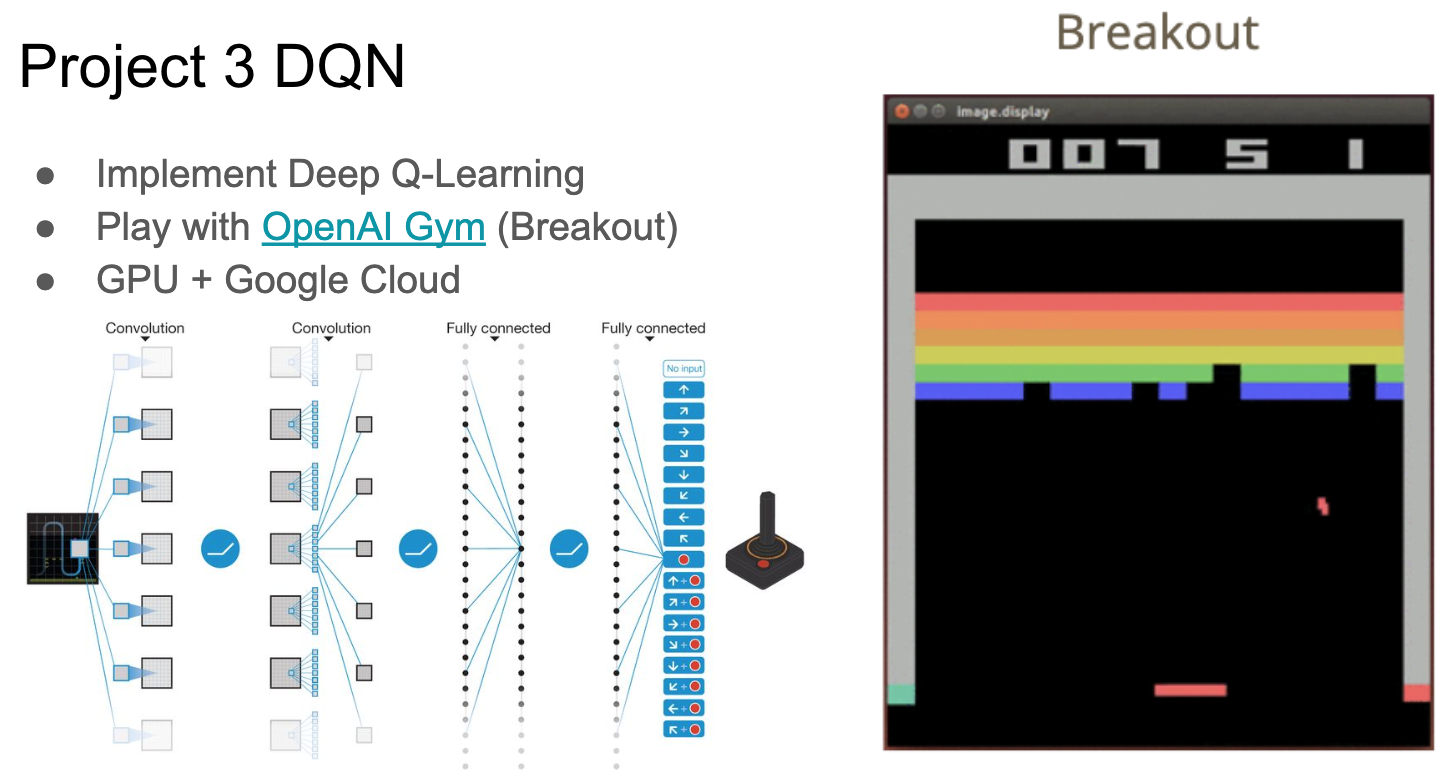 Project 3 DQN
● Implement Deep Q-Learning
● Play with OpenAI Gym (Breakout)
● GPU + Google Cloud
Convolution
Convolution
Fully connected
Fully connected
No input
Breakout
image.display
007 5 1